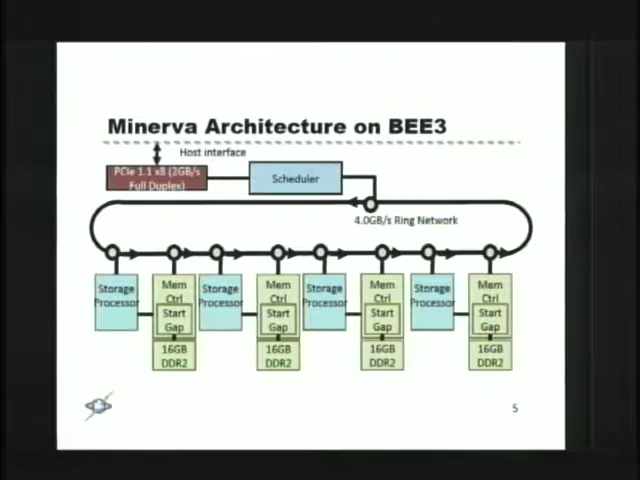 Minerva Architecture on BEE3
Host interface
PCIe 1.1 x8 (2GB/s
Full Duplex)
Scheduler
4.0GB/s Ring Network
Storage
Processor
Mem
Ctrl
Start
Gap
16GB
DDR2
Storage
Processor
Mem
Ctrl
Start
Gap
16GB
DDR2
Storage
Processor
Mem
Ctrl
Start
Gap
16GB
DDR2
Storage
Processor
Mem
Ctrl
Start
Gap
16GB
DDR2
5